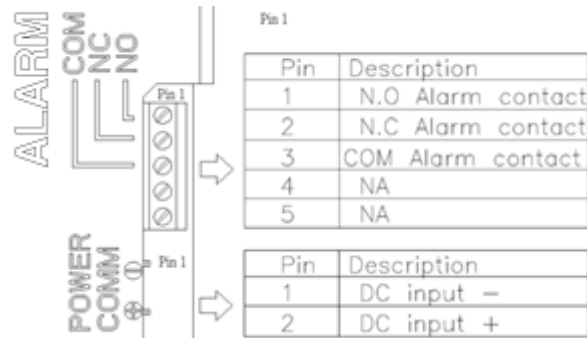 Pin 1
ALARM
COM
NC
NO
Pin 1
Pin Description
1 N.O Alarm contact
2 N.C Alarm contact
3 COM Alarm contact
4 NA
5 NA
POWER
COMM
Pin 1
Pin Description
1 DC input −
2 DC input +